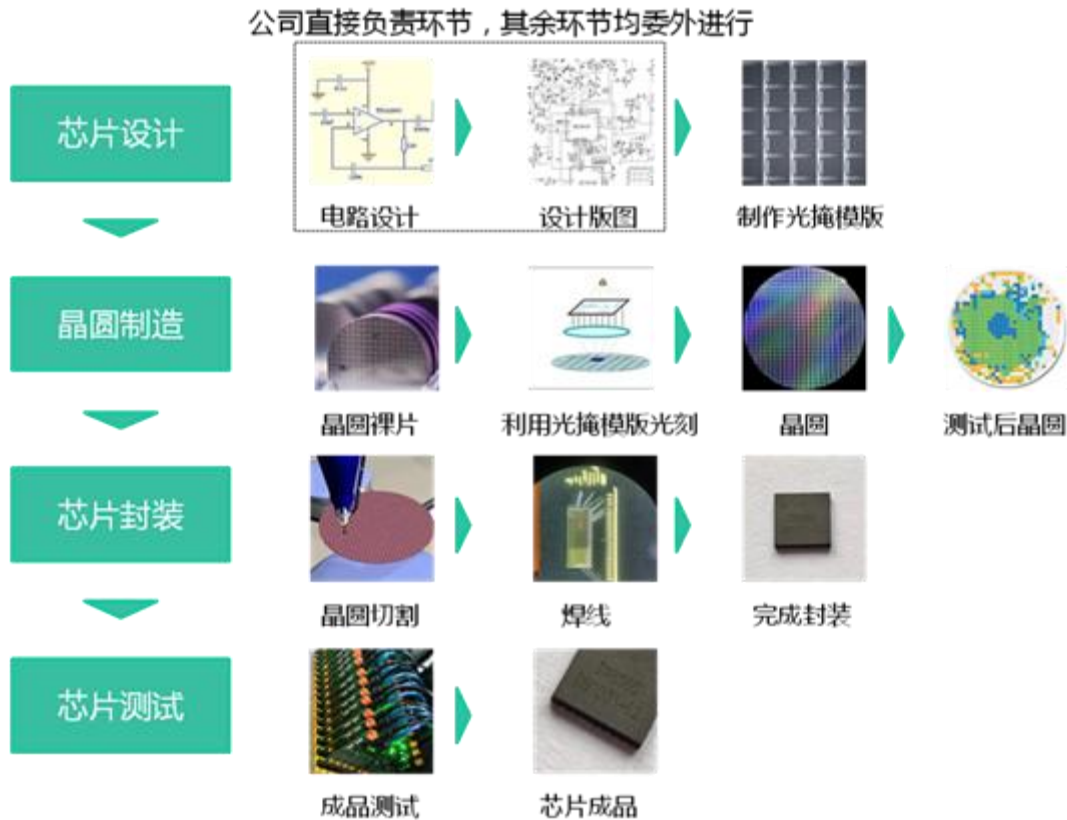 公司直接负责环节，其余环节均委外进行
芯片设计
电路设计
设计版图
制作光掩模版
晶圆制造
晶圆裸片
利用光掩模版光刻
晶圆
测试后晶圆
芯片封装
晶圆切割
焊线
完成封装
芯片测试
成品测试
芯片成品